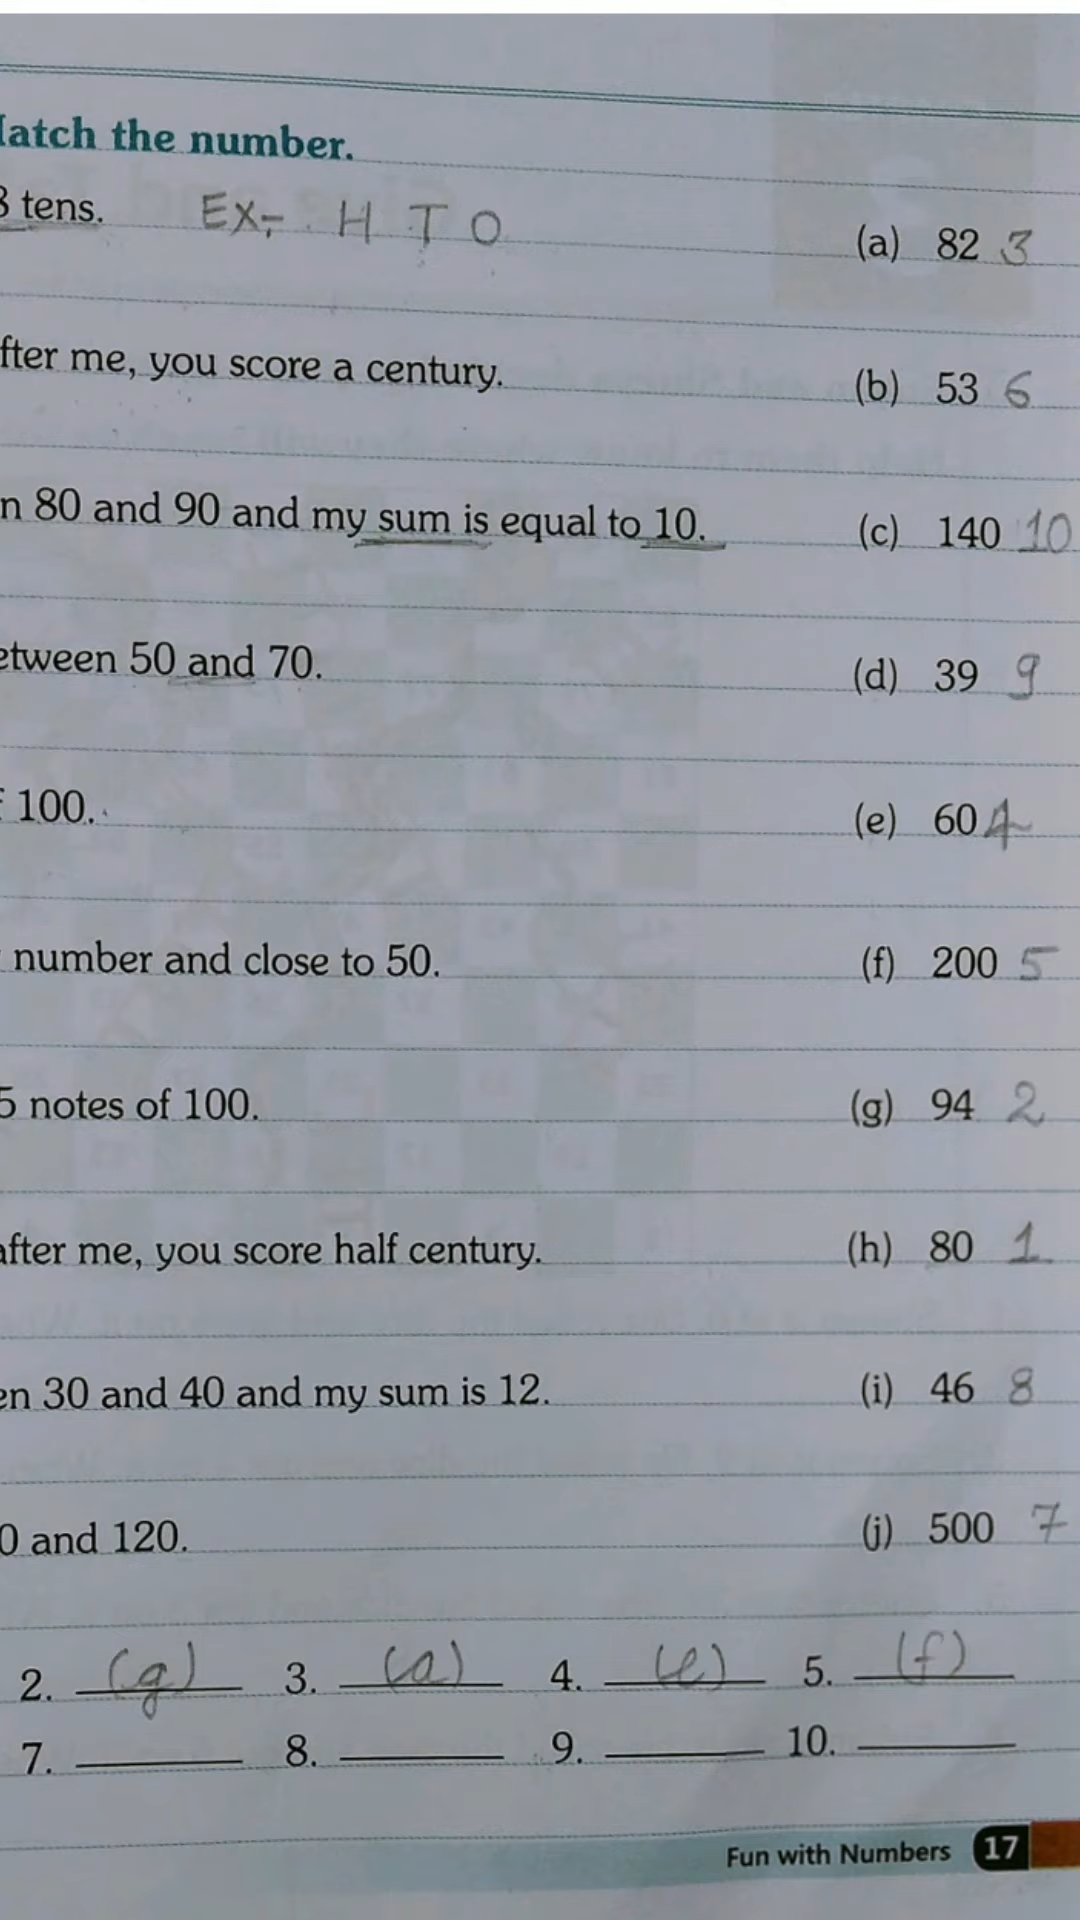 atch the number.
8 tens. EX,- H T O (a) 82 3
fter me, you score a century. (b) 53 6
n 80 and 90 and my sum is equal to 10. (c) 140 10
etween 50 and 70. (d) 39 9
100. (e) 60 4
number and close to 50. (f) 200 5
5 notes of 100. (g) 94 2
after me, you score half century. (h) 80 1
en 30 and 40 and my sum is 12. (i) 46 8
0 and 120. (j) 500 7
2. (g) 3. (a) 4. (e) 5. (f)
7. 8. 9. 10.
Fun with Numbers 17